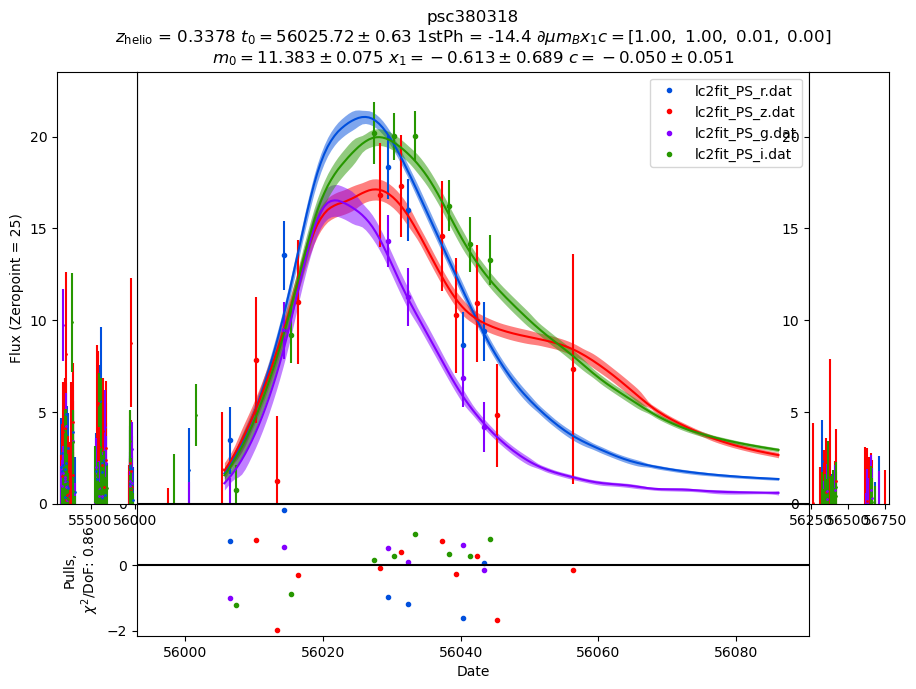 psc380318
z_helio = 0.3378 t_0 = 56025.72 ± 0.63 1stPh = -14.4 ∂μm_Bx_1c = [1.00, 1.00, 0.01, 0.00]
m_0 = 11.383 ± 0.075 x_1 = −0.613 ± 0.689 c = −0.050 ± 0.051
lc2fit_PS_r.dat
lc2fit_PS_z.dat
lc2fit_PS_g.dat
lc2fit_PS_i.dat
Flux (Zeropoint = 25)
20
15
10
5
0
20
15
10
5
0
55500
56000
56250
56500
56750
Pulls,
χ²/DoF: 0.86
0
0
−2
56000
56020
56040
56060
56080
Date